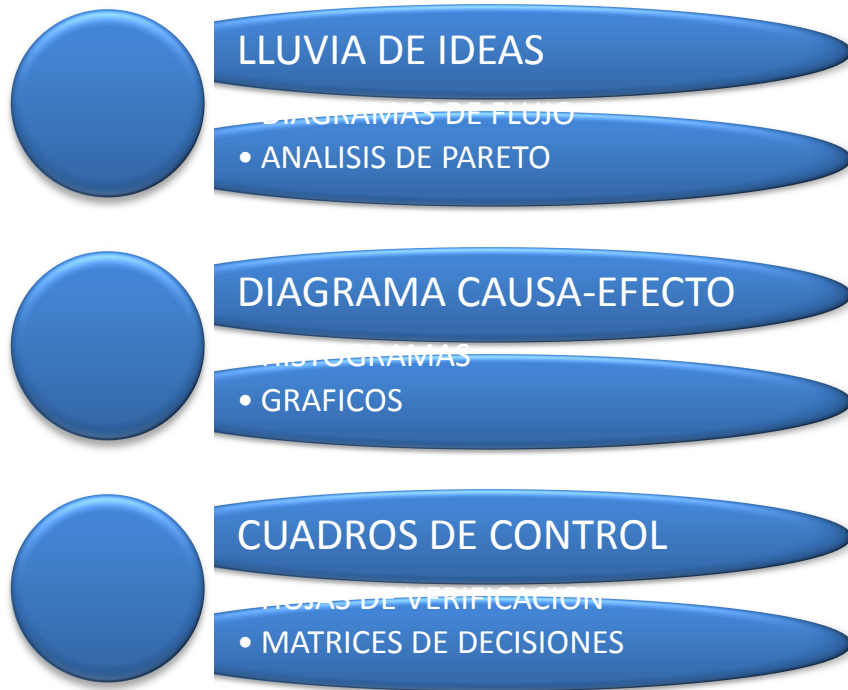 LLUVIA DE IDEAS
• DIAGRAMAS DE FLUJO
• ANALISIS DE PARETO
DIAGRAMA CAUSA-EFECTO
• HISTOGRAMAS
• GRAFICOS
CUADROS DE CONTROL
• HOJAS DE VERIFICACION
• MATRICES DE DECISIONES